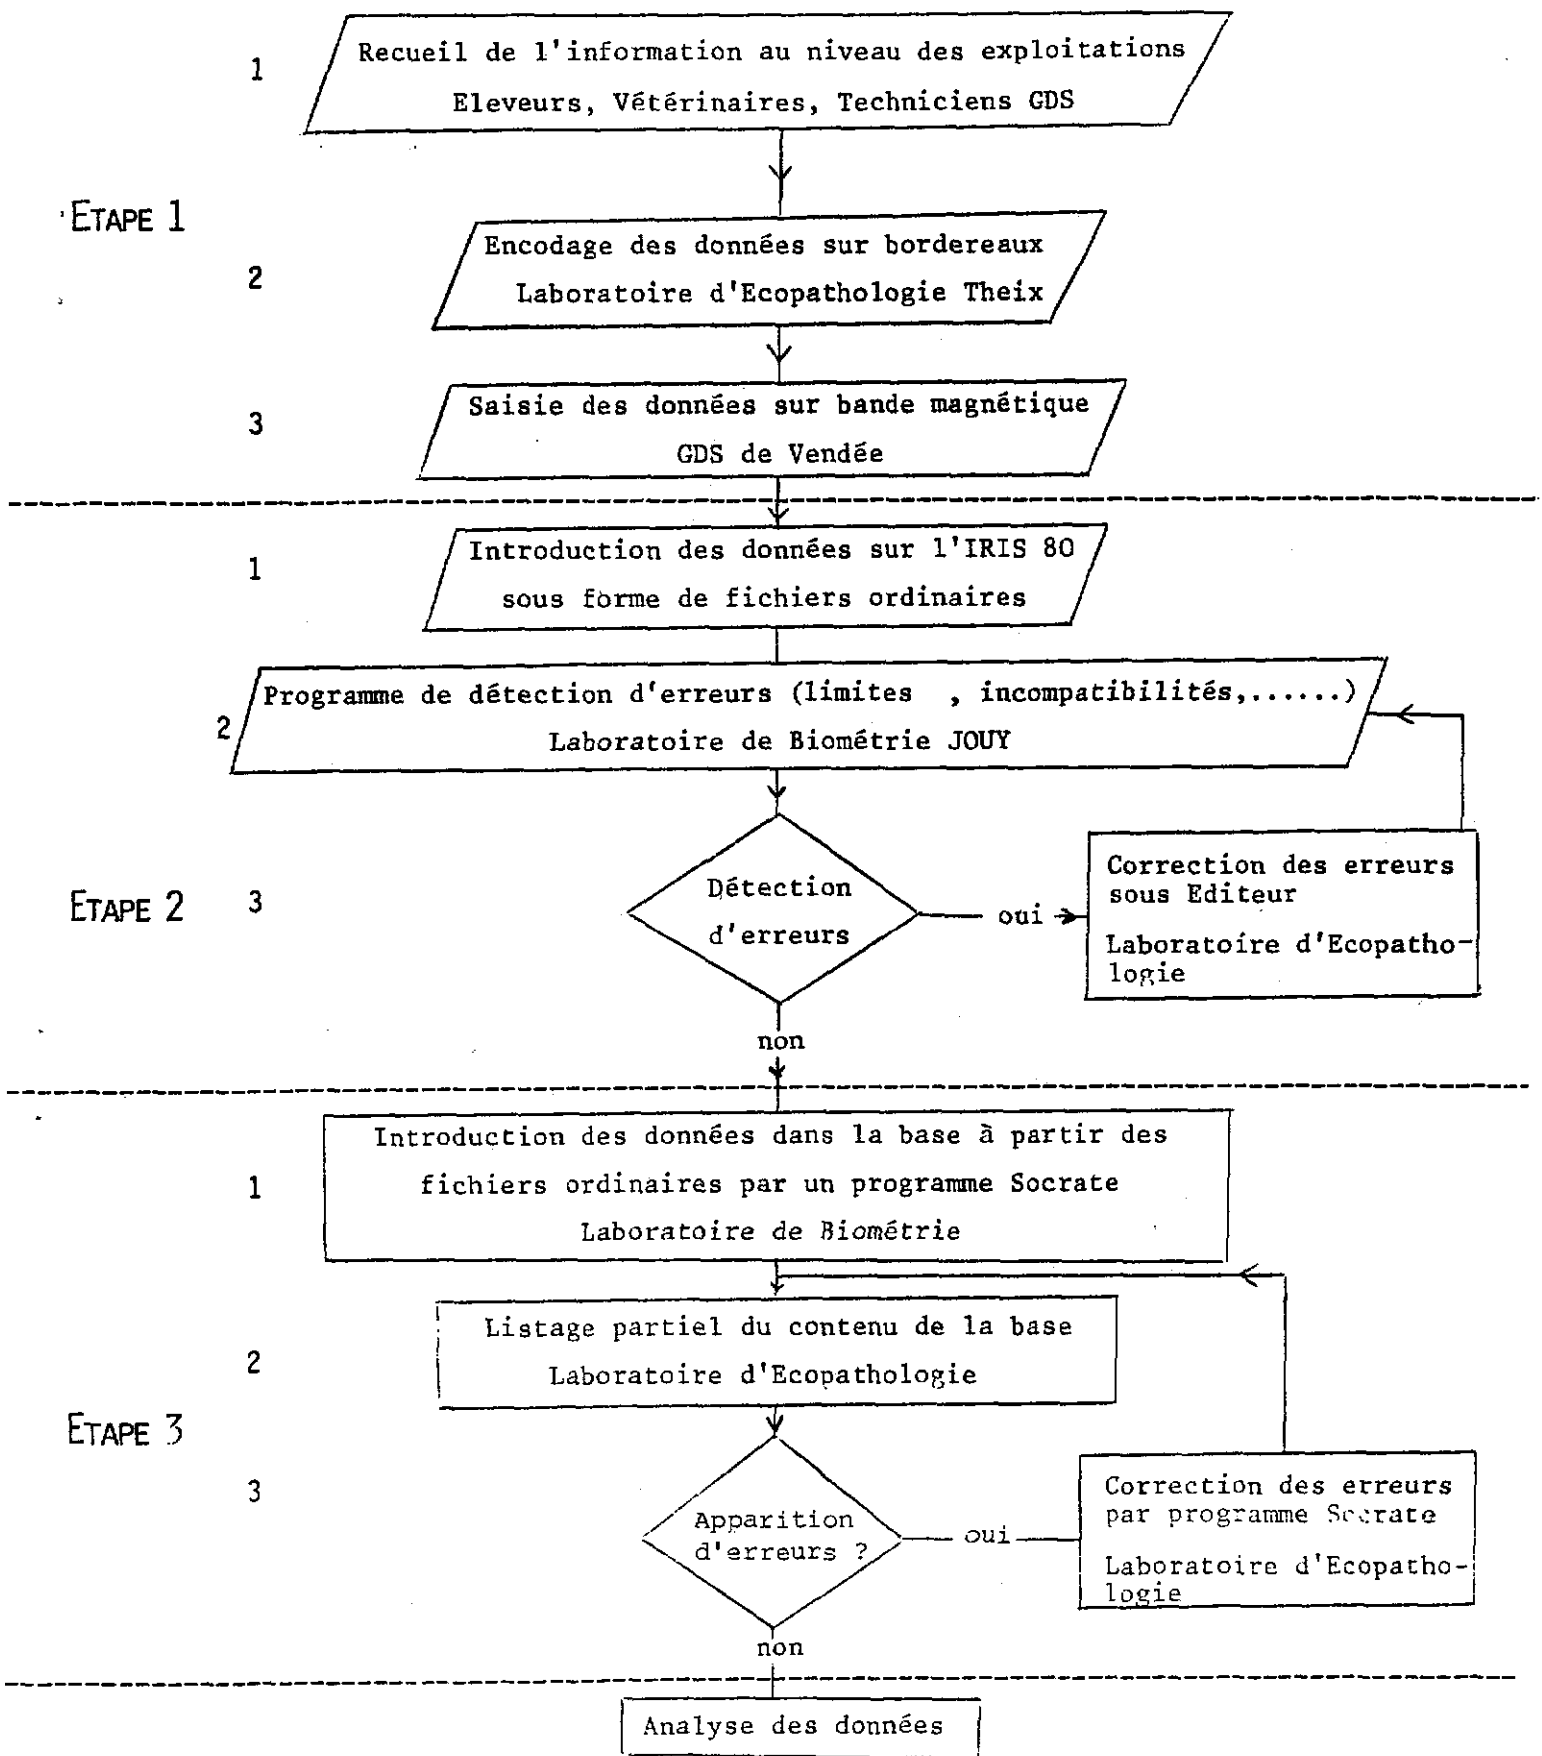 1
Recueil de l'information au niveau des exploitations
Eleveurs, Vétérinaires, Techniciens GDS
ETAPE 1
2
Encodage des données sur bordereaux
Laboratoire d'Ecopathologie Theix
3
Saisie des données sur bande magnétique
GDS de Vendée
1
Introduction des données sur l'IRIS 80
sous forme de fichiers ordinaires
2
Programme de détection d'erreurs (limites , incompatibilités,......)
Laboratoire de Biométrie JOUY
ETAPE 2
3
Détection
d'erreurs
oui
Correction des erreurs
sous Editeur
Laboratoire d'Ecopatho-
logie
non
1
Introduction des données dans la base à partir des
fichiers ordinaires par un programme Socrate
Laboratoire de Biométrie
2
Listage partiel du contenu de la base
Laboratoire d'Ecopathologie
ETAPE 3
3
Apparition
d'erreurs ?
oui
Correction des erreurs
par programme Socrate
Laboratoire d'Ecopatho-
logie
non
Analyse des données